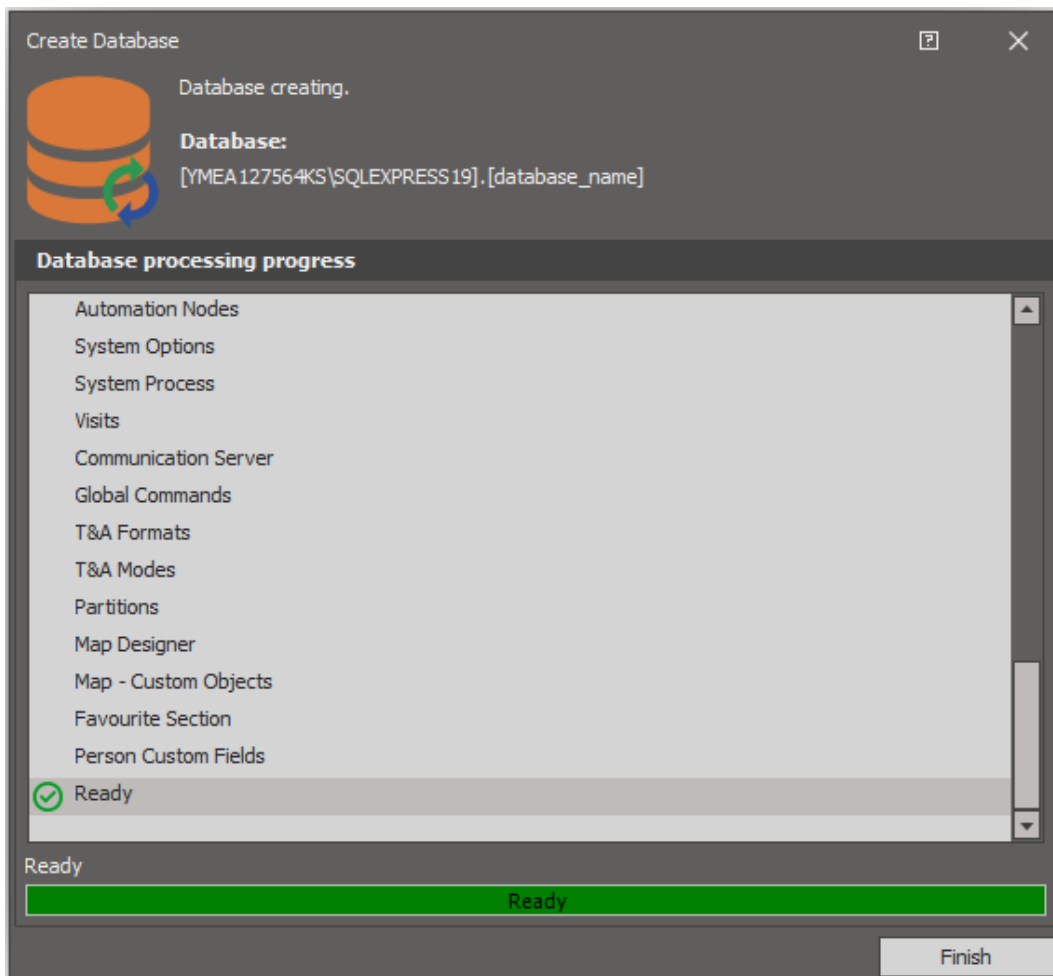 Create Database
Database creating.
Database:
[YMEA127564KS\SQLEXPRESS19].[database_name]
Database processing progress
Automation Nodes
System Options
System Process
Visits
Communication Server
Global Commands
T&A Formats
T&A Modes
Partitions
Map Designer
Map - Custom Objects
Favourite Section
Person Custom Fields
Ready
Ready
Ready
Finish